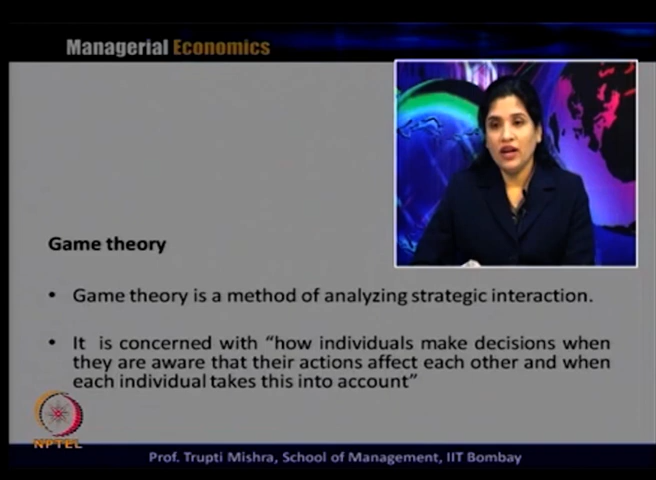 Managerial Economics
Game theory
• Game theory is a method of analyzing strategic interaction.
• It is concerned with “how individuals make decisions when
they are aware that their actions affect each other and when
each individual takes this into account”
NPTEL
Prof. Trupti Mishra, School of Management, IIT Bombay